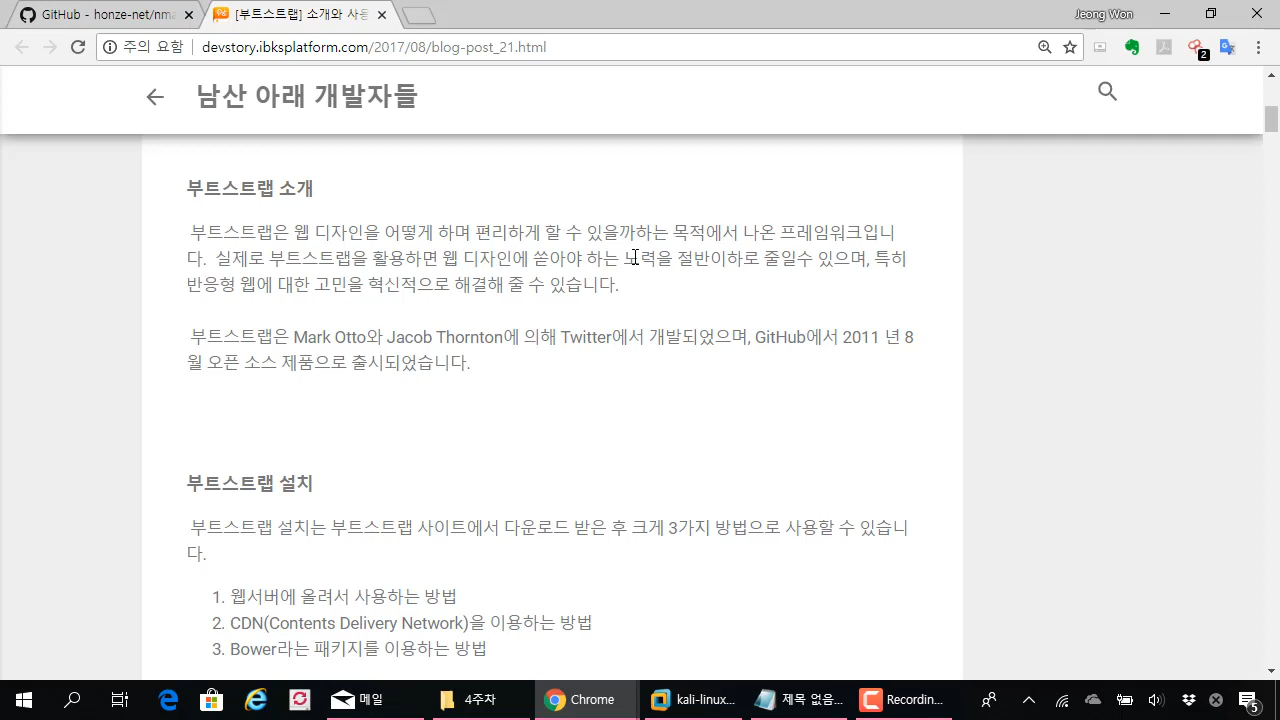 GitHub - honze-net/nma
[부트스트랩] 소개와 사용
Jeong Won
주의 요함
devstory.ibksplatform.com/2017/08/blog-post_21.html
2
남산 아래 개발자들
부트스트랩 소개
부트스트랩은 웹 디자인을 어떻게 하며 편리하게 할 수 있을까하는 목적에서 나온 프레임워크입니
다. 실제로 부트스트랩을 활용하면 웹 디자인에 쏟아야 하는 노력을 절반이하로 줄일수 있으며, 특히
반응형 웹에 대한 고민을 혁신적으로 해결해 줄 수 있습니다.
부트스트랩은 Mark Otto와 Jacob Thornton에 의해 Twitter에서 개발되었으며, GitHub에서 2011 년 8
월 오픈 소스 제품으로 출시되었습니다.
부트스트랩 설치
부트스트랩 설치는 부트스트랩 사이트에서 다운로드 받은 후 크게 3가지 방법으로 사용할 수 있습니
다.
1. 웹서버에 올려서 사용하는 방법
2. CDN(Contents Delivery Network)을 이용하는 방법
3. Bower라는 패키지를 이용하는 방법
메일
4주차
Chrome
kali-linux...
제목 없음...
Recordin...
5